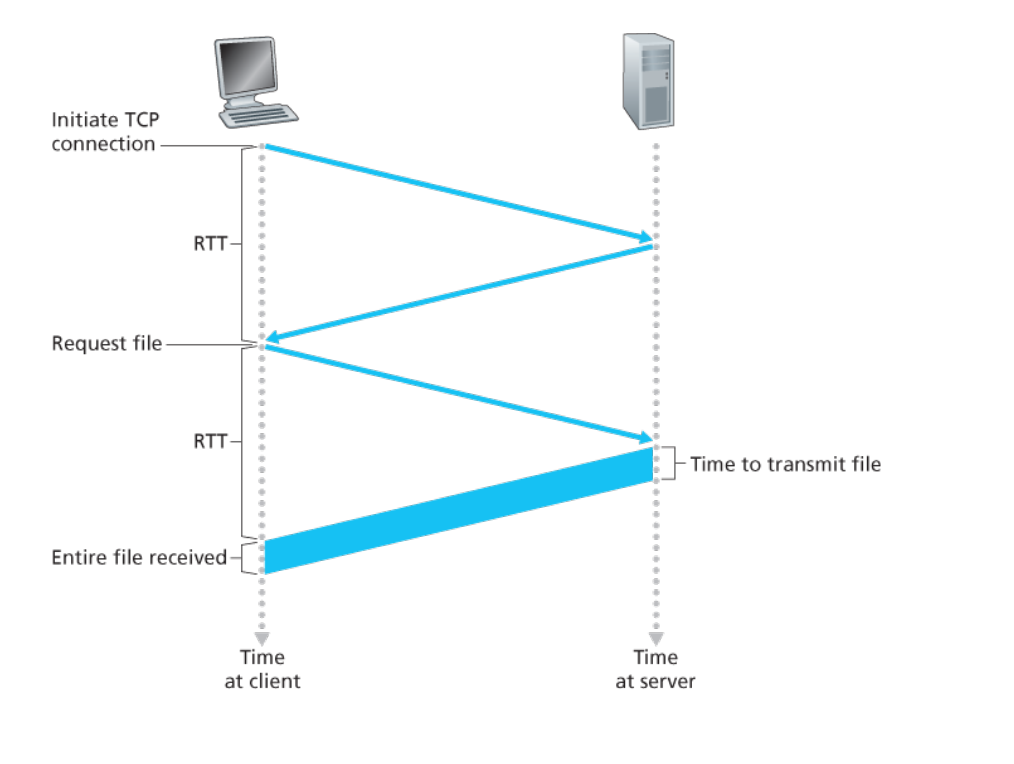 Initiate TCP
connection
RTT
Request file
RTT
Time to transmit file
Entire file received
Time
at client
Time
at server